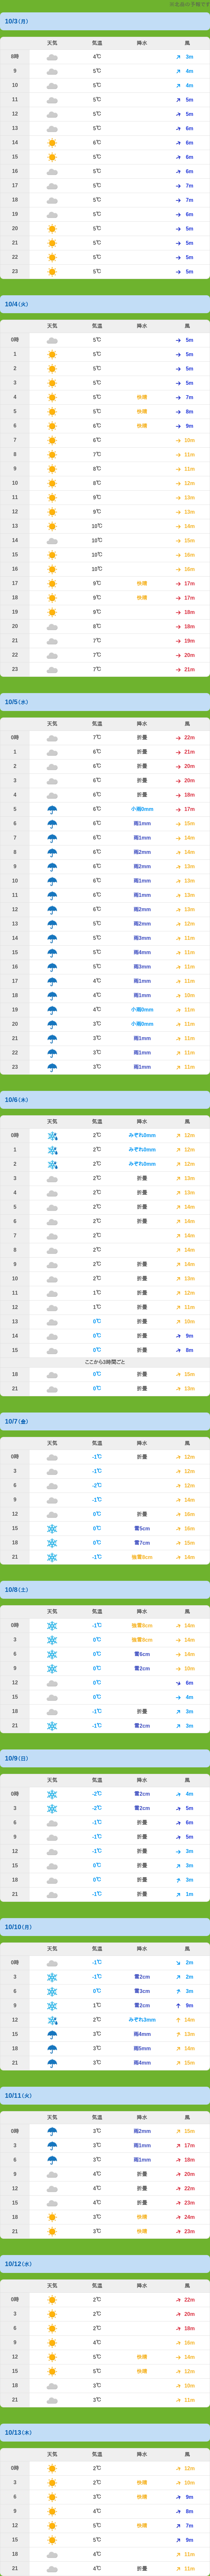 10/3(月)
天気 気温 降水 風
8時 4℃ 3m
9 5℃ 4m
10 5℃ 4m
11 5℃ 5m
12 5℃ 5m
13 5℃ 6m
14 6℃ 6m
15 5℃ 6m
16 5℃ 6m
17 5℃ 7m
18 5℃ 7m
19 5℃ 6m
20 5℃ 5m
21 5℃ 5m
22 5℃ 5m
23 5℃ 5m
10/4(火)
天気 気温 降水 風
0時 5℃ 5m
1 5℃ 5m
2 5℃ 5m
3 5℃ 5m
4 5℃ 快晴 7m
5 5℃ 快晴 8m
6 6℃ 快晴 9m
7 6℃ 10m
8 7℃ 11m
9 8℃ 11m
10 8℃ 12m
11 9℃ 13m
12 9℃ 13m
13 10℃ 14m
14 10℃ 15m
15 10℃ 16m
16 10℃ 16m
17 9℃ 快晴 17m
18 9℃ 快晴 17m
19 9℃ 18m
20 8℃ 18m
21 7℃ 19m
22 7℃ 20m
23 7℃ 21m
10/5(水)
天気 気温 降水 風
0時 7℃ 折曇 22m
1 6℃ 折曇 21m
2 6℃ 折曇 20m
3 6℃ 折曇 20m
4 6℃ 折曇 18m
5 6℃ 小雨0mm 17m
6 6℃ 雨1mm 15m
7 6℃ 雨1mm 14m
8 6℃ 雨2mm 14m
9 6℃ 雨2mm 13m
10 6℃ 雨1mm 13m
11 6℃ 雨1mm 13m
12 6℃ 雨2mm 13m
13 5℃ 雨2mm 12m
14 5℃ 雨3mm 11m
15 5℃ 雨4mm 11m
16 5℃ 雨3mm 11m
17 4℃ 雨1mm 11m
18 4℃ 雨1mm 10m
19 4℃ 小雨0mm 11m
20 3℃ 小雨0mm 11m
21 3℃ 雨1mm 11m
22 3℃ 雨1mm 11m
23 3℃ 雨1mm 11m
10/6(木)
天気 気温 降水 風
0時 2℃ みぞれ0mm 12m
1 2℃ みぞれ0mm 12m
2 2℃ みぞれ0mm 12m
3 2℃ 折曇 13m
4 2℃ 折曇 13m
5 2℃ 折曇 14m
6 2℃ 折曇 14m
7 2℃ 14m
8 2℃ 14m
9 2℃ 折曇 14m
10 2℃ 折曇 13m
11 1℃ 折曇 12m
12 1℃ 折曇 11m
13 0℃ 折曇 10m
14 0℃ 折曇 9m
15 0℃ 折曇 8m
ここから3時間ごと
18 0℃ 折曇 15m
21 0℃ 折曇 13m
10/7(金)
天気 気温 降水 風
0時 -1℃ 折曇 12m
3 -1℃ 12m
6 -2℃ 12m
9 -1℃ 14m
12 0℃ 折曇 16m
15 0℃ 雪5cm 16m
18 0℃ 雪7cm 15m
21 -1℃ 強雪8cm 14m
10/8(土)
天気 気温 降水 風
0時 -1℃ 強雪8cm 14m
3 0℃ 強雪8cm 14m
6 0℃ 雪6cm 14m
9 0℃ 雪2cm 10m
12 0℃ 6m
15 0℃ 4m
18 -1℃ 折曇 3m
21 -1℃ 雪2cm 3m
10/9(日)
天気 気温 降水 風
0時 -2℃ 雪2cm 4m
3 -2℃ 雪2cm 5m
6 -1℃ 折曇 6m
9 -1℃ 折曇 5m
12 -1℃ 折曇 3m
15 0℃ 折曇 3m
18 0℃ 折曇 3m
21 -1℃ 折曇 1m
10/10(月)
天気 気温 降水 風
0時 -1℃ 2m
3 -1℃ 雪2cm 2m
6 0℃ 雪3cm 3m
9 1℃ 雪2cm 9m
12 2℃ みぞれ3mm 14m
15 3℃ 雨4mm 13m
18 3℃ 雨5mm 14m
21 3℃ 雨4mm 15m
10/11(火)
天気 気温 降水 風
0時 3℃ 雨2mm 15m
3 3℃ 雨1mm 17m
6 3℃ 雨1mm 18m
9 4℃ 折曇 20m
12 4℃ 折曇 22m
15 4℃ 折曇 23m
18 3℃ 快晴 24m
21 3℃ 快晴 23m
10/12(水)
天気 気温 降水 風
0時 2℃ 22m
3 2℃ 20m
6 2℃ 18m
9 4℃ 16m
12 5℃ 快晴 14m
15 5℃ 快晴 12m
18 3℃ 10m
21 3℃ 11m
10/13(木)
天気 気温 降水 風
0時 2℃ 12m
3 2℃ 快晴 10m
6 3℃ 快晴 9m
9 4℃ 8m
12 5℃ 快晴 7m
15 5℃ 9m
18 4℃ 11m
21 4℃ 折曇 11m